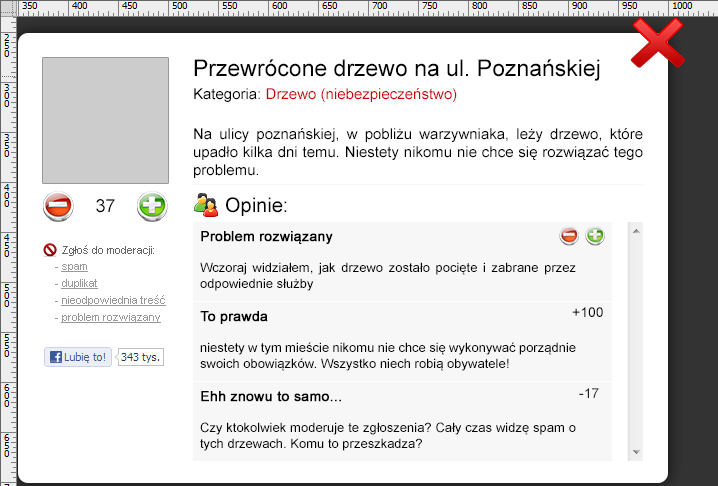 350 400 450 500 550 600 650 700 750 800 850 900 950 1000
250
300
350
400
450
500
550
600
650
Przewrócone drzewo na ul. Poznańskiej
Kategoria: Drzewo (niebezpieczeństwo)
Na ulicy poznańskiej, w pobliżu warzywniaka, leży drzewo, które
upadło kilka dni temu. Niestety nikomu nie chce się rozwiązać tego
problemu.
37
Zgłoś do moderacji:
- spam
- duplikat
- nieodpowiednia treść
- problem rozwiązany
Lubię to! 343 tys.
Opinie:
Problem rozwiązany
Wczoraj widziałem, jak drzewo zostało pocięte i zabrane przez
odpowiednie służby
To prawda +100
niestety w tym mieście nikomu nie chce się wykonywać porządnie
swoich obowiązków. Wszystko niech robią obywatele!
Ehh znowu to samo... -17
Czy ktokolwiek moderuje te zgłoszenia? Cały czas widzę spam o
tych drzewach. Komu to przeszkadza?